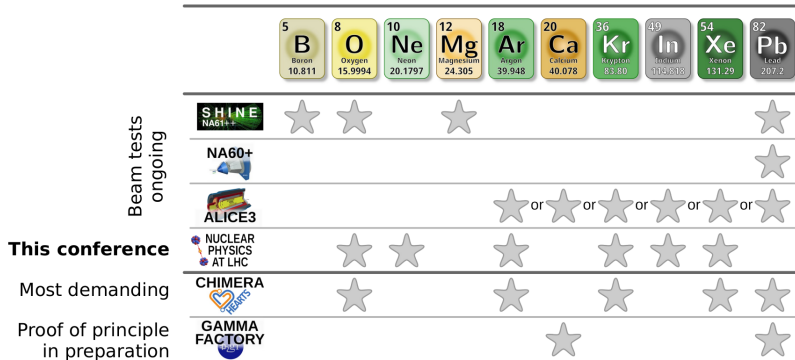 5 8 10 12 18 20 36 49 54 82
B O Ne Mg Ar Ca Kr In Xe Pb
Boron Oxygen Neon Magnesium Argon Calcium Krypton Indium Xenon Lead
10.811 15.9994 20.1797 24.305 39.948 40.078 83.80 114.818 131.29 207.2
Beam tests
ongoing
SHINE
NA61++
NA60+
ALICE3
or or or or or
This conference
NUCLEAR
PHYSICS
AT LHC
Most demanding
CHIMERA
HEARTS
Proof of principle
in preparation
GAMMA
FACTORY